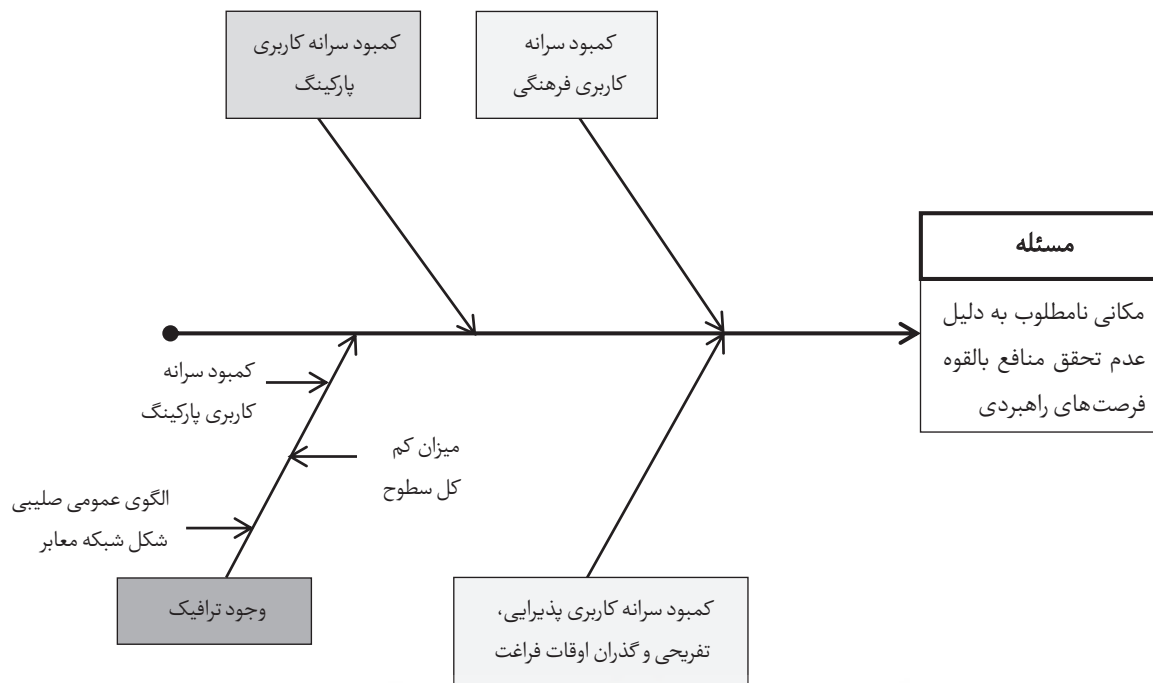 کمبود سرانه کاربری
پارکینگ
کمبود سرانه
کاربری فرهنگی
مسئله
مکانی نامطلوب به دلیل
عدم تحقق منافع بالقوه
فرصت‌های راهبردی
کمبود سرانه
کاربری پارکینگ
میزان کم
کل سطوح
الگوی عمومی صلیبی
شکل شبکه معابر
وجود ترافیک
کمبود سرانه کاربری پذیرایی،
تفریحی و گذران اوقات فراغت